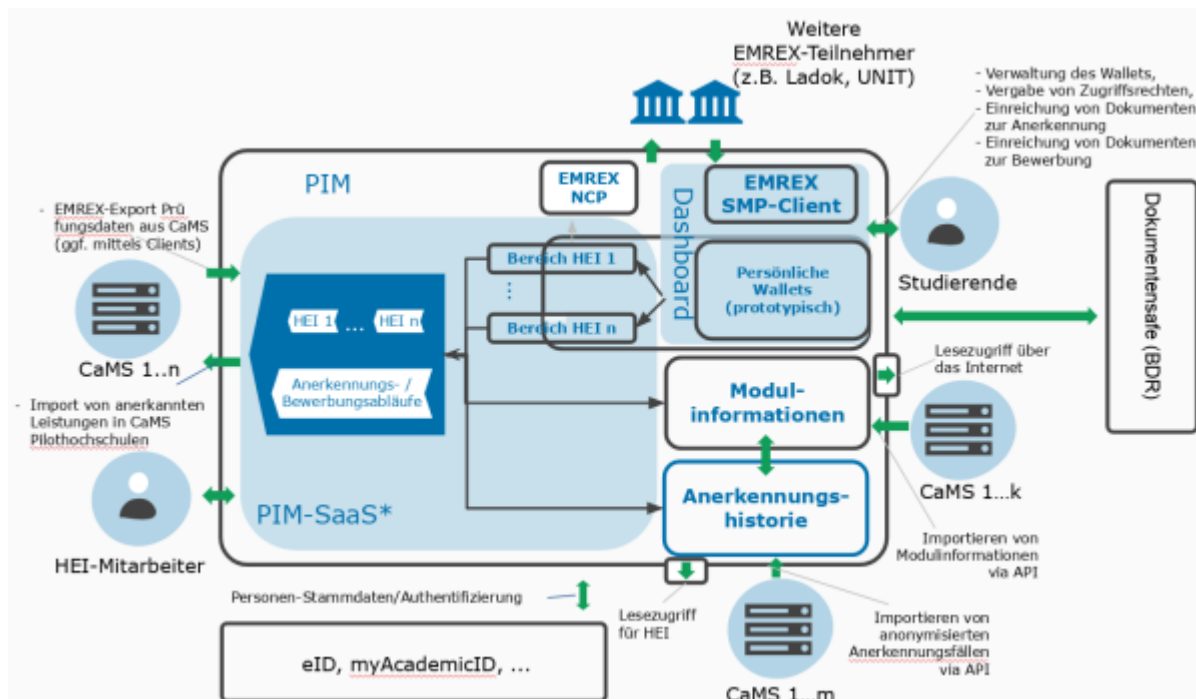 Weitere
EMREX-Teilnehmer
(z.B. Ladok, UNIT)
- Verwaltung des Wallets,
- Vergabe von Zugriffsrechten,
- Einreichung von Dokumenten
zur Anerkennung
- Einreichung von Dokumenten
zur Bewerbung
PIM
EMREX
NCP
Dashboard
EMREX
SMP-Client
- EMREX-Export Prü
fungsdaten aus CaMS
(ggf. mittels Clients)
Bereich HEI 1
⋮
Bereich HEI n
Persönliche
Wallets
(prototypisch)
Studierende
Dokumentensafe (BDR)
HEI 1 ... HEI n
Anerkennungs- /
Bewerbungsabläufe
CaMS 1..n
Lesezugriff über
das Internet
Modul-
informationen
- Import von anerkannten
Leistungen in CaMS
Pilothochschulen
CaMS 1...k
Anerkennungs-
historie
PIM-SaaS*
HEI-Mitarbeiter
Importieren von
Modulinformationen
via API
Personen-Stammdaten/Authentifizierung
Lesezugriff
für HEI
Importieren von
anonymisierten
Anerkennungsfällen
via API
eID, myAcademicID, ...
CaMS 1...m